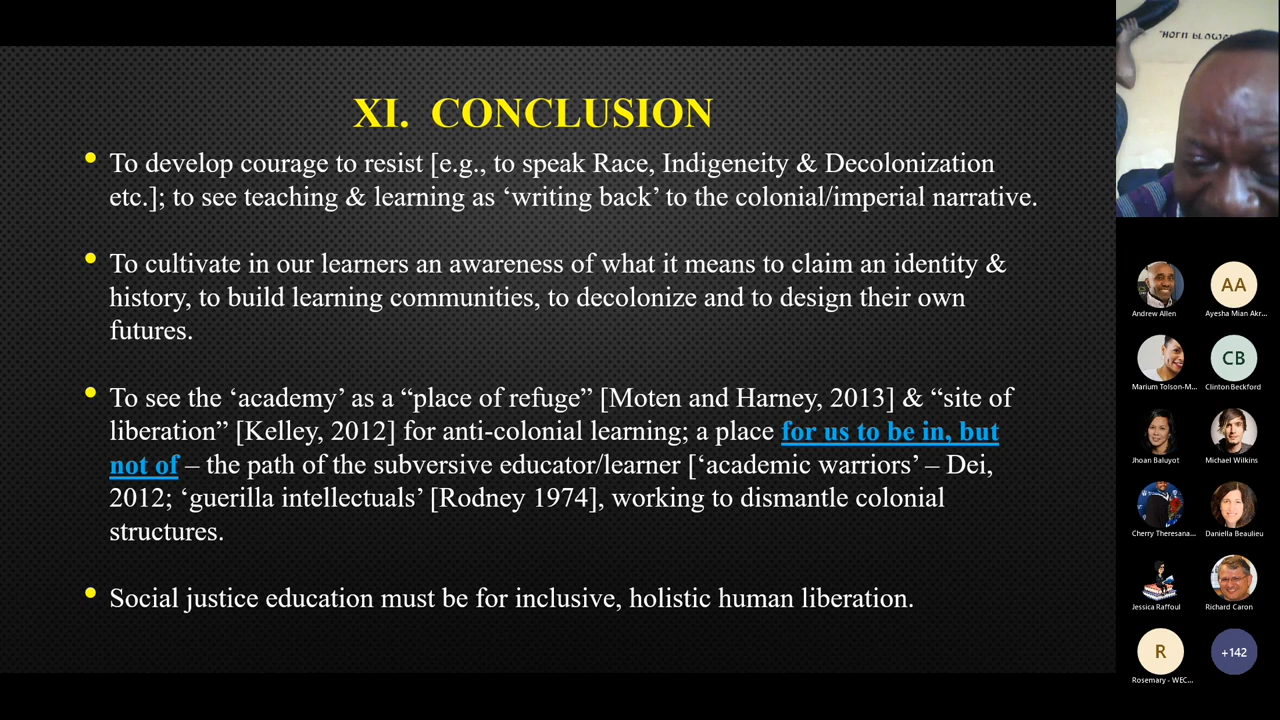 "HORN BLOW
XI. CONCLUSION
• To develop courage to resist [e.g., to speak Race, Indigeneity & Decolonization
etc.]; to see teaching & learning as ‘writing back’ to the colonial/imperial narrative.
• To cultivate in our learners an awareness of what it means to claim an identity &
history, to build learning communities, to decolonize and to design their own
futures.
• To see the ‘academy’ as a “place of refuge” [Moten and Harney, 2013] & “site of
liberation” [Kelley, 2012] for anti-colonial learning; a place for us to be in, but
not of – the path of the subversive educator/learner [‘academic warriors’ – Dei,
2012; ‘guerilla intellectuals’ [Rodney 1974], working to dismantle colonial
structures.
• Social justice education must be for inclusive, holistic human liberation.
AA
Andrew Allen
Ayesha Mian Akr...
CB
Marium Tolson-M...
Clinton Beckford
Jhoan Baluyot
Michael Wilkins
Cherry Theresana...
Daniella Beaulieu
Jessica Raffoul
Richard Caron
R
+142
Rosemary - WEC...